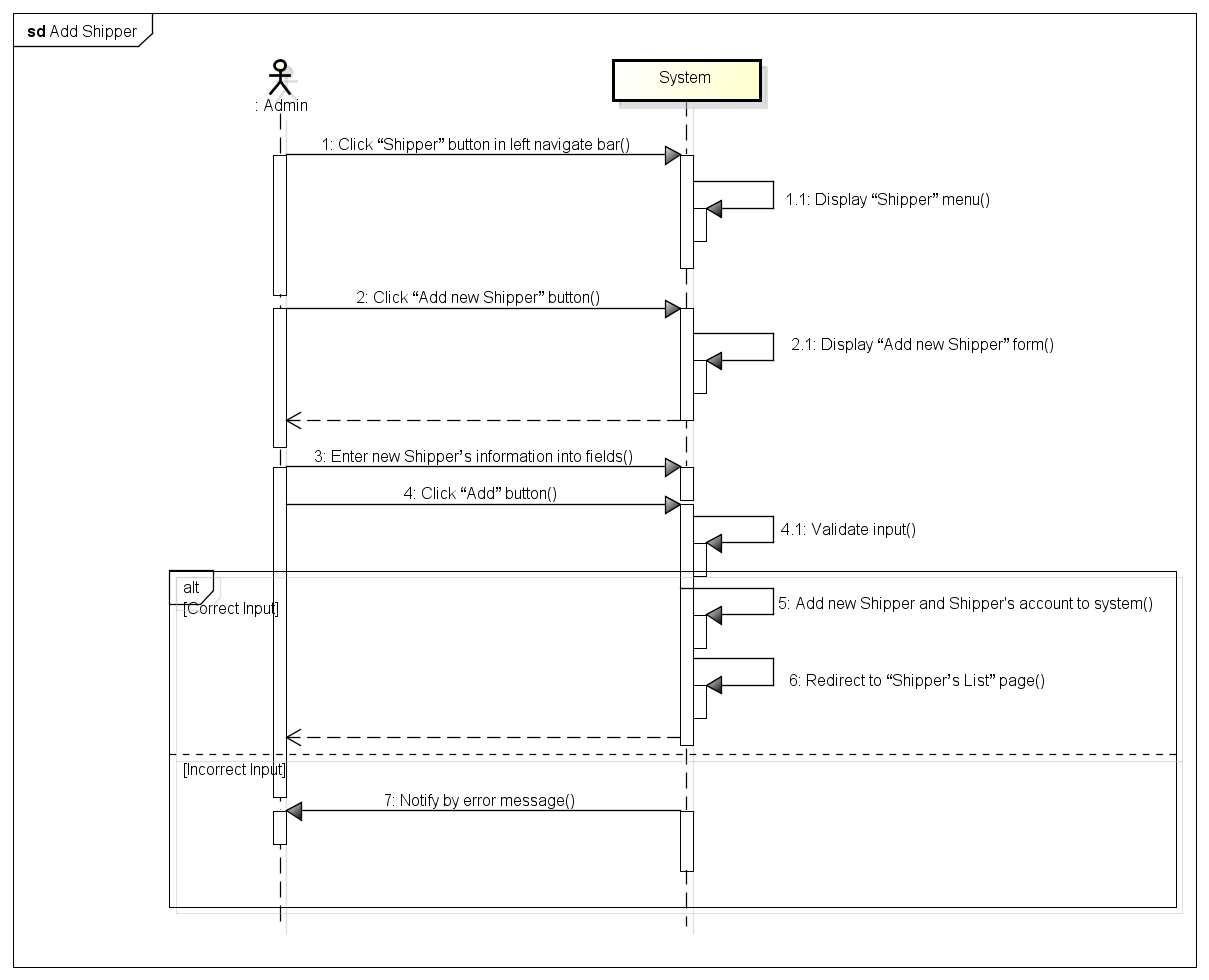 sd Add Shipper
: Admin
System
1: Click “Shipper” button in left navigate bar()
1.1: Display “Shipper” menu()
2: Click “Add new Shipper” button()
2.1: Display “Add new Shipper” form()
3: Enter new Shipper’s information into fields()
4: Click “Add” button()
4.1: Validate input()
alt
[Correct Input]
5: Add new Shipper and Shipper's account to system()
6: Redirect to “Shipper’s List” page()
[Incorrect Input]
7: Notify by error message()